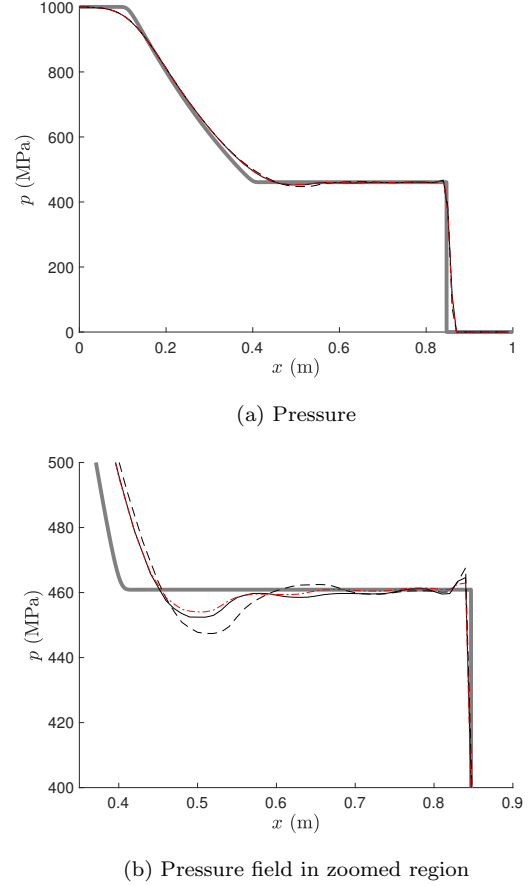 1000
800
600
400
200
0
p (MPa)
0 0.2 0.4 0.6 0.8 1
x (m)
(a) Pressure
500
480
460
440
420
400
p (MPa)
0.4 0.5 0.6 0.7 0.8 0.9
x (m)
(b) Pressure field in zoomed region